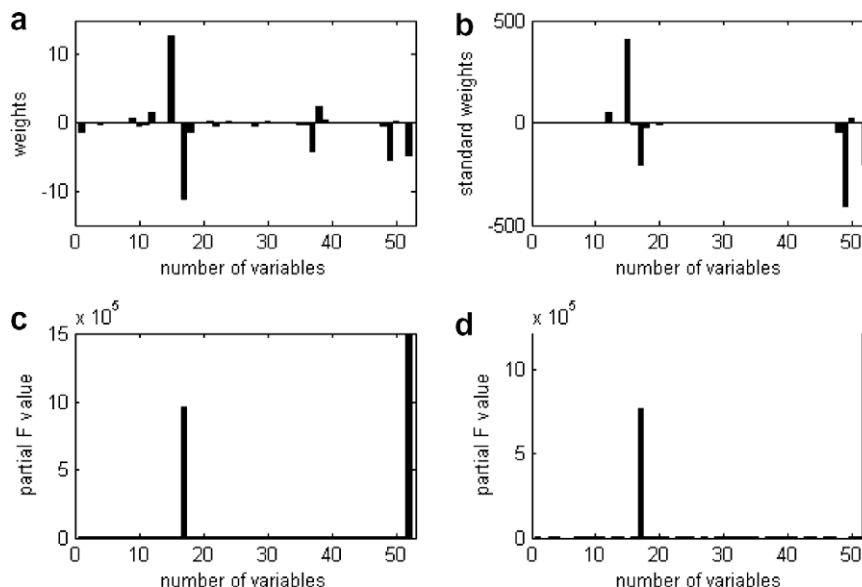 a
10
0
-10
weights
0 10 20 30 40 50
number of variables
b
500
0
-500
standard weights
0 10 20 30 40 50
number of variables
c
x 10^5
15
10
5
0
partial F value
0 10 20 30 40 50
number of variables
d
x 10^5
10
5
0
partial F value
0 10 20 30 40 50
number of variables